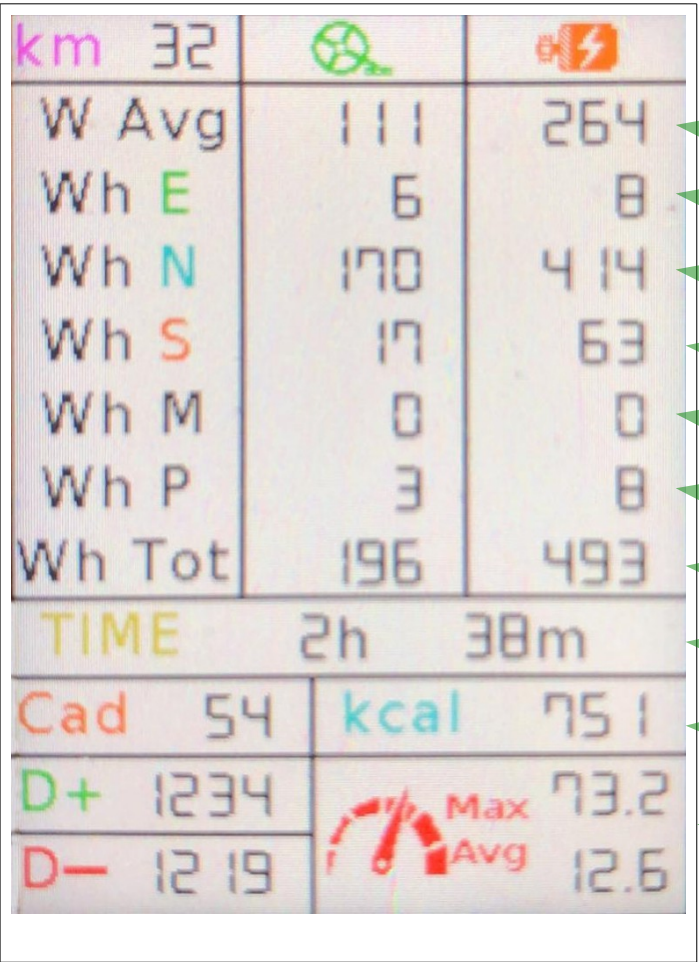 km 32
W Avg 111 264
Wh E 6 8
Wh N 170 414
Wh S 17 63
Wh M 0 0
Wh P 3 8
Wh Tot 196 493
TIME 2h 38m
Cad 54 kcal 751
D+ 1234 Max 73.2
D− 1219 Avg 12.6